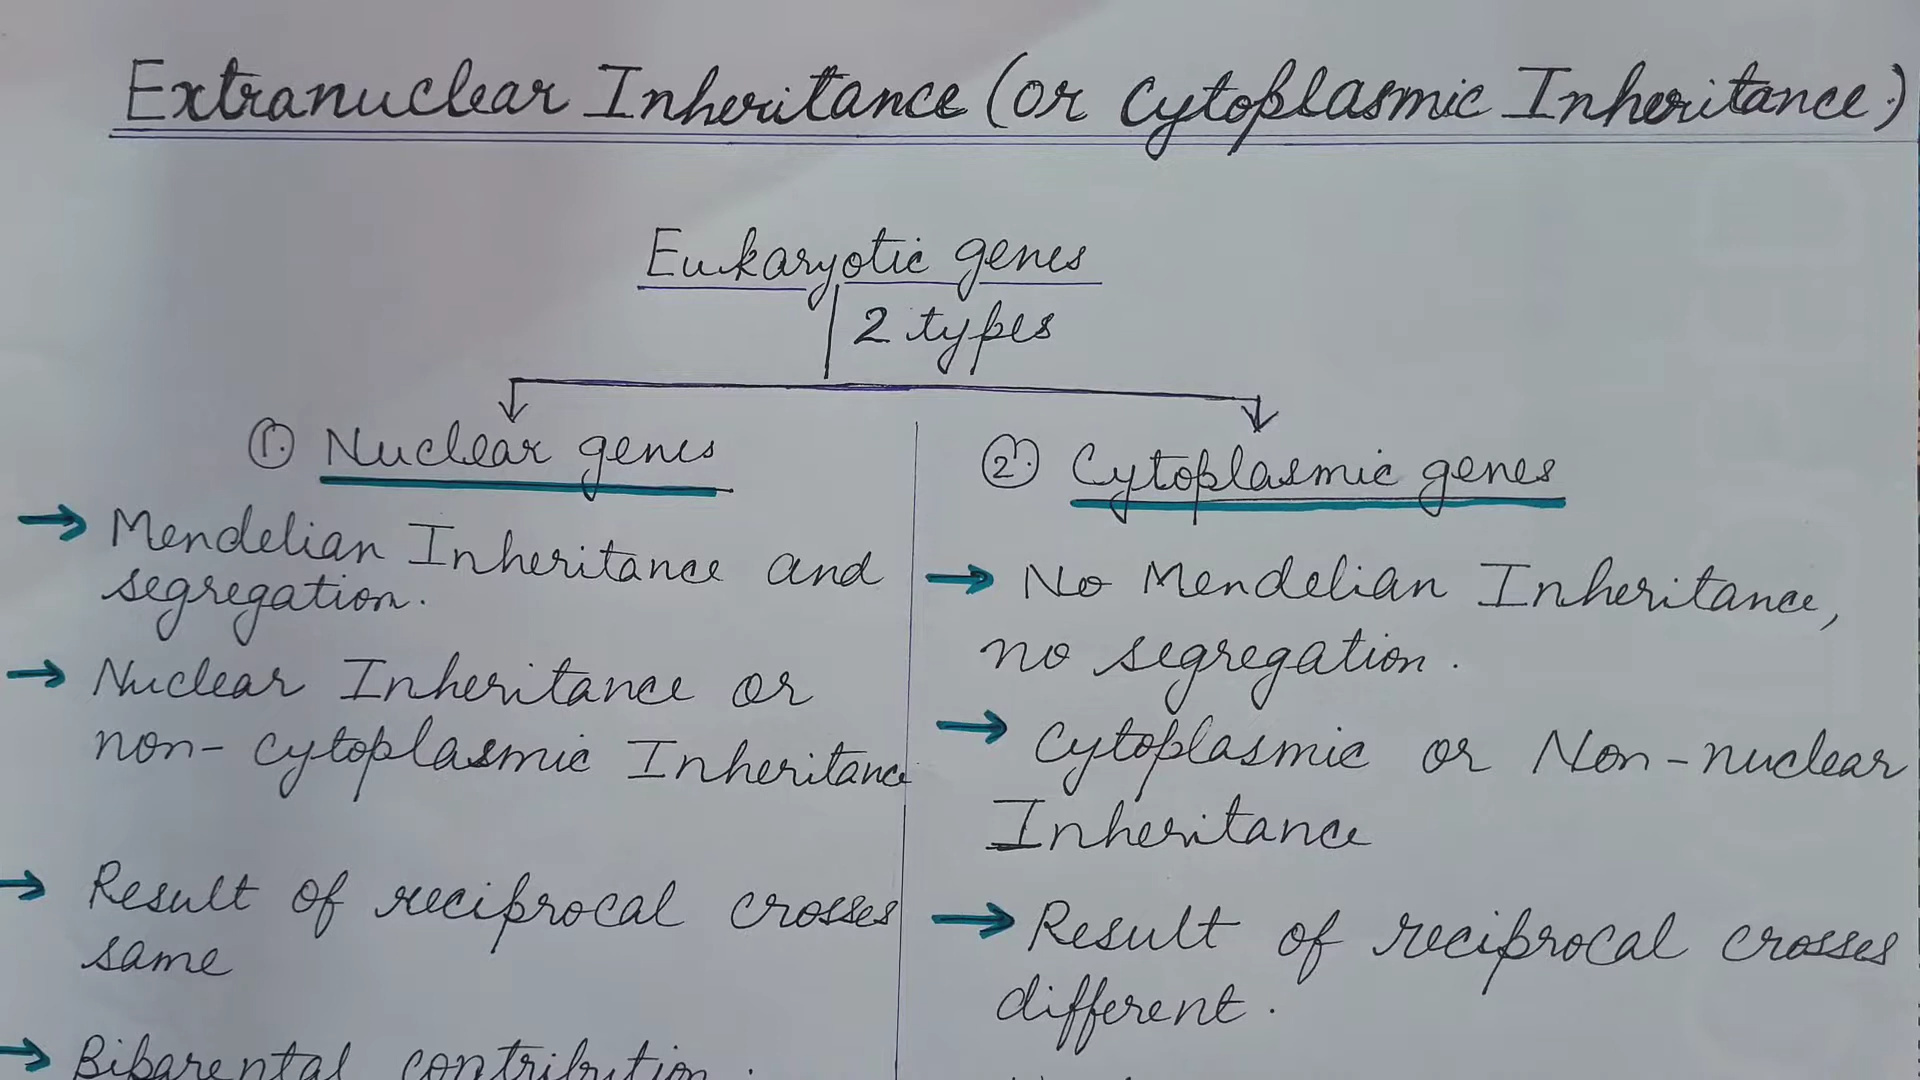 Extranuclear Inheritance (or Cytoplasmic Inheritance.)
Eukaryotic genes
2 types
1. Nuclear genes
→ Mendelian Inheritance and
segregation.
→ Nuclear Inheritance or
non-cytoplasmic Inheritance
→ Result of reciprocal crosses
same
→ Biparental contribution.
2. Cytoplasmic genes
→ No Mendelian Inheritance,
no segregation.
→ Cytoplasmic or Non-nuclear
Inheritance
→ Result of reciprocal crosses
different.